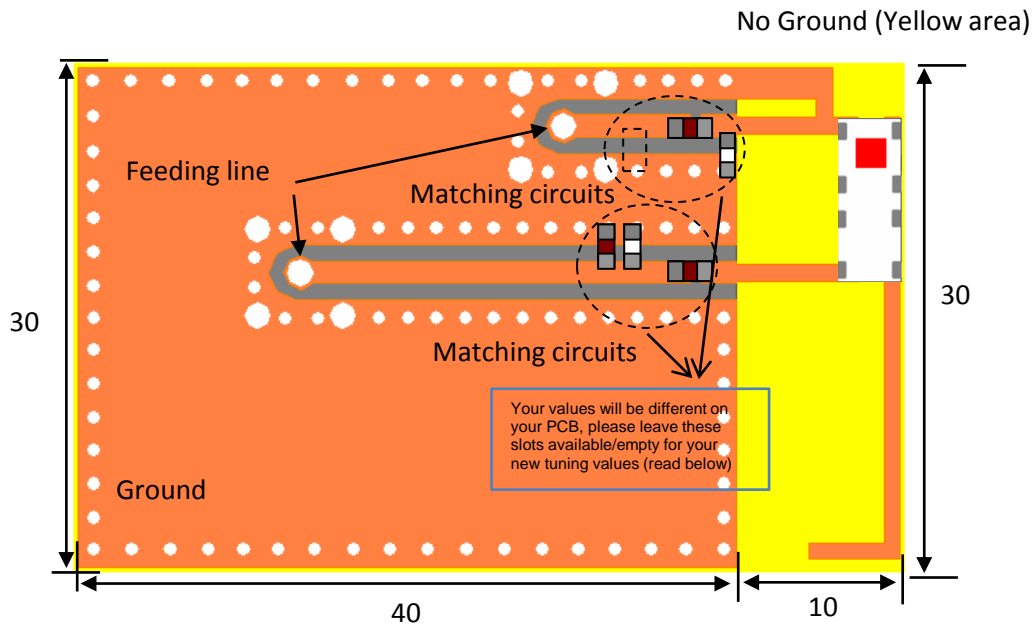 No Ground (Yellow area)
Feeding line
Matching circuits
30
30
Matching circuits
Your values will be different on
your PCB, please leave these
slots available/empty for your
new tuning values (read below)
Ground
40
10